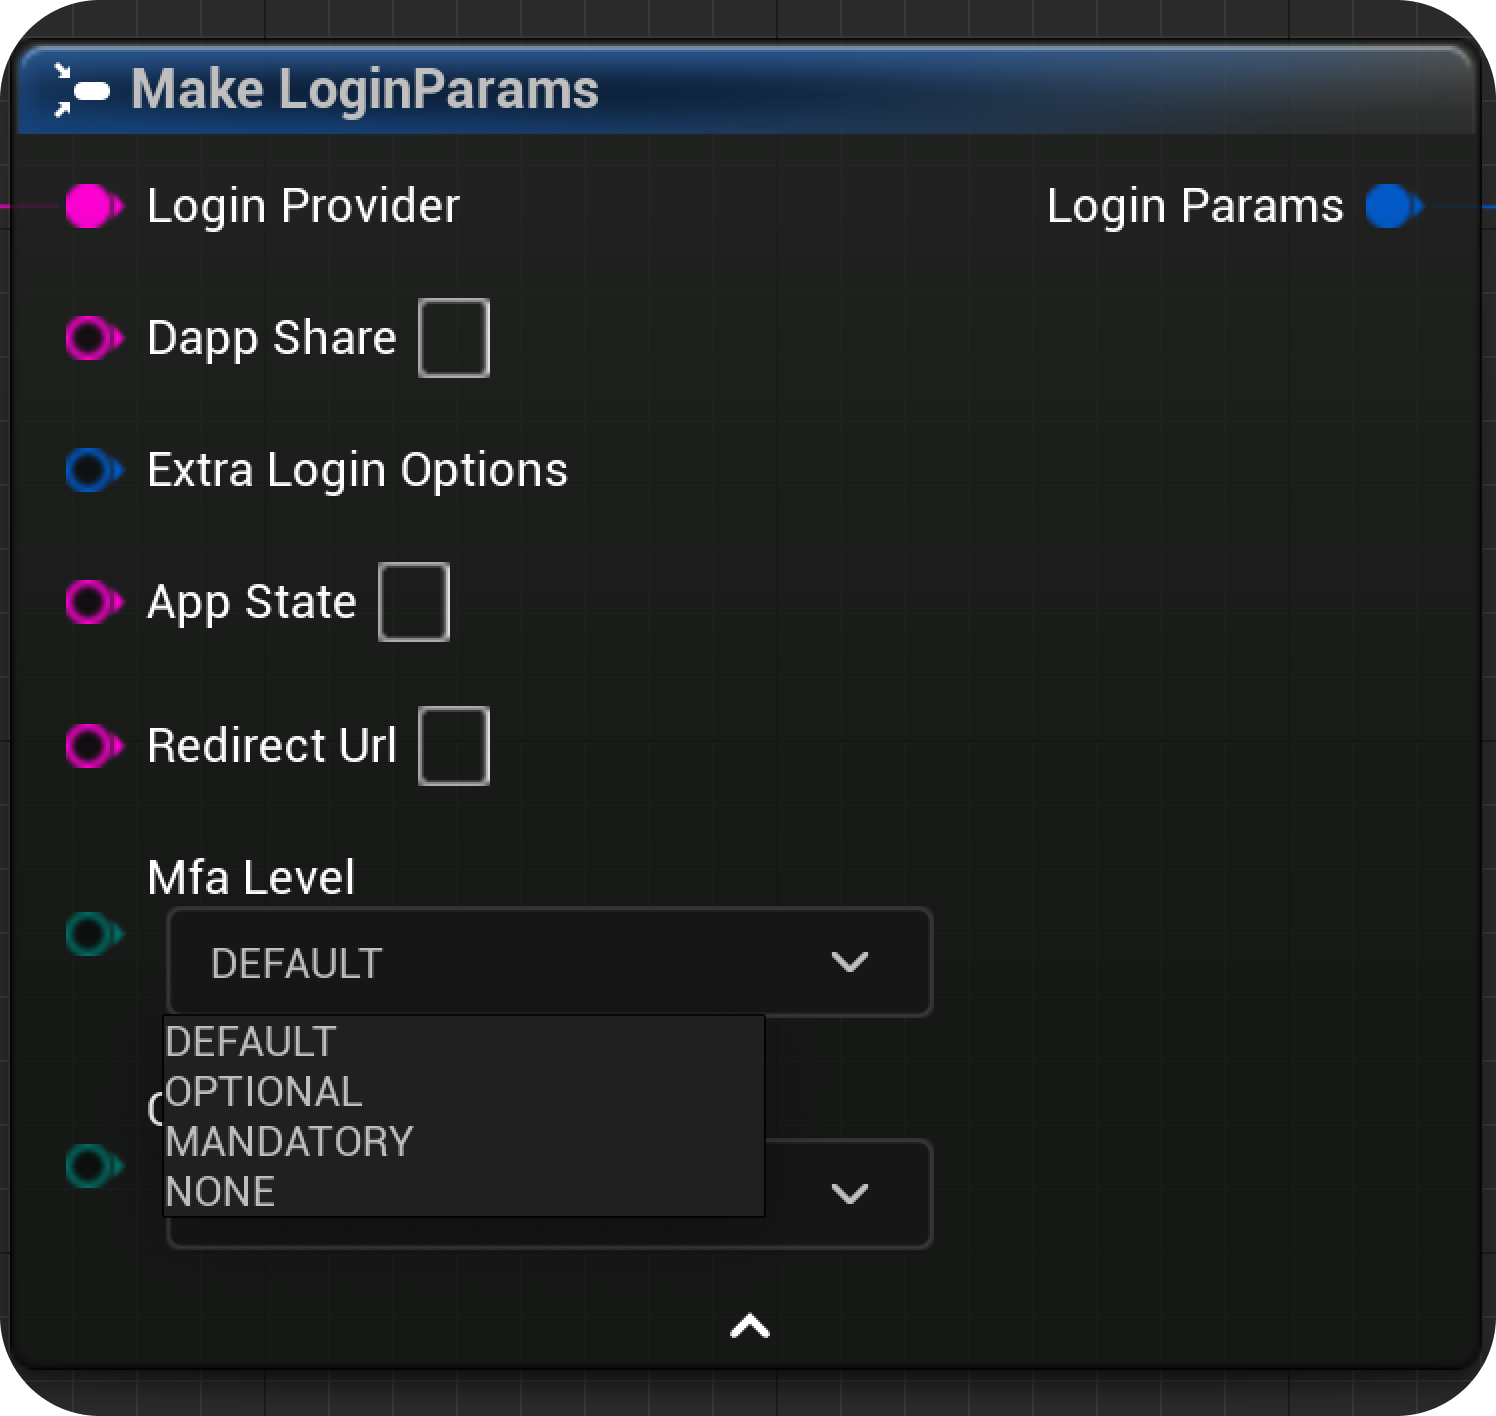 Make LoginParams
Login Provider
Login Params
Dapp Share
Extra Login Options
App State
Redirect Url
Mfa Level
DEFAULT
DEFAULT
OPTIONAL
MANDATORY
NONE